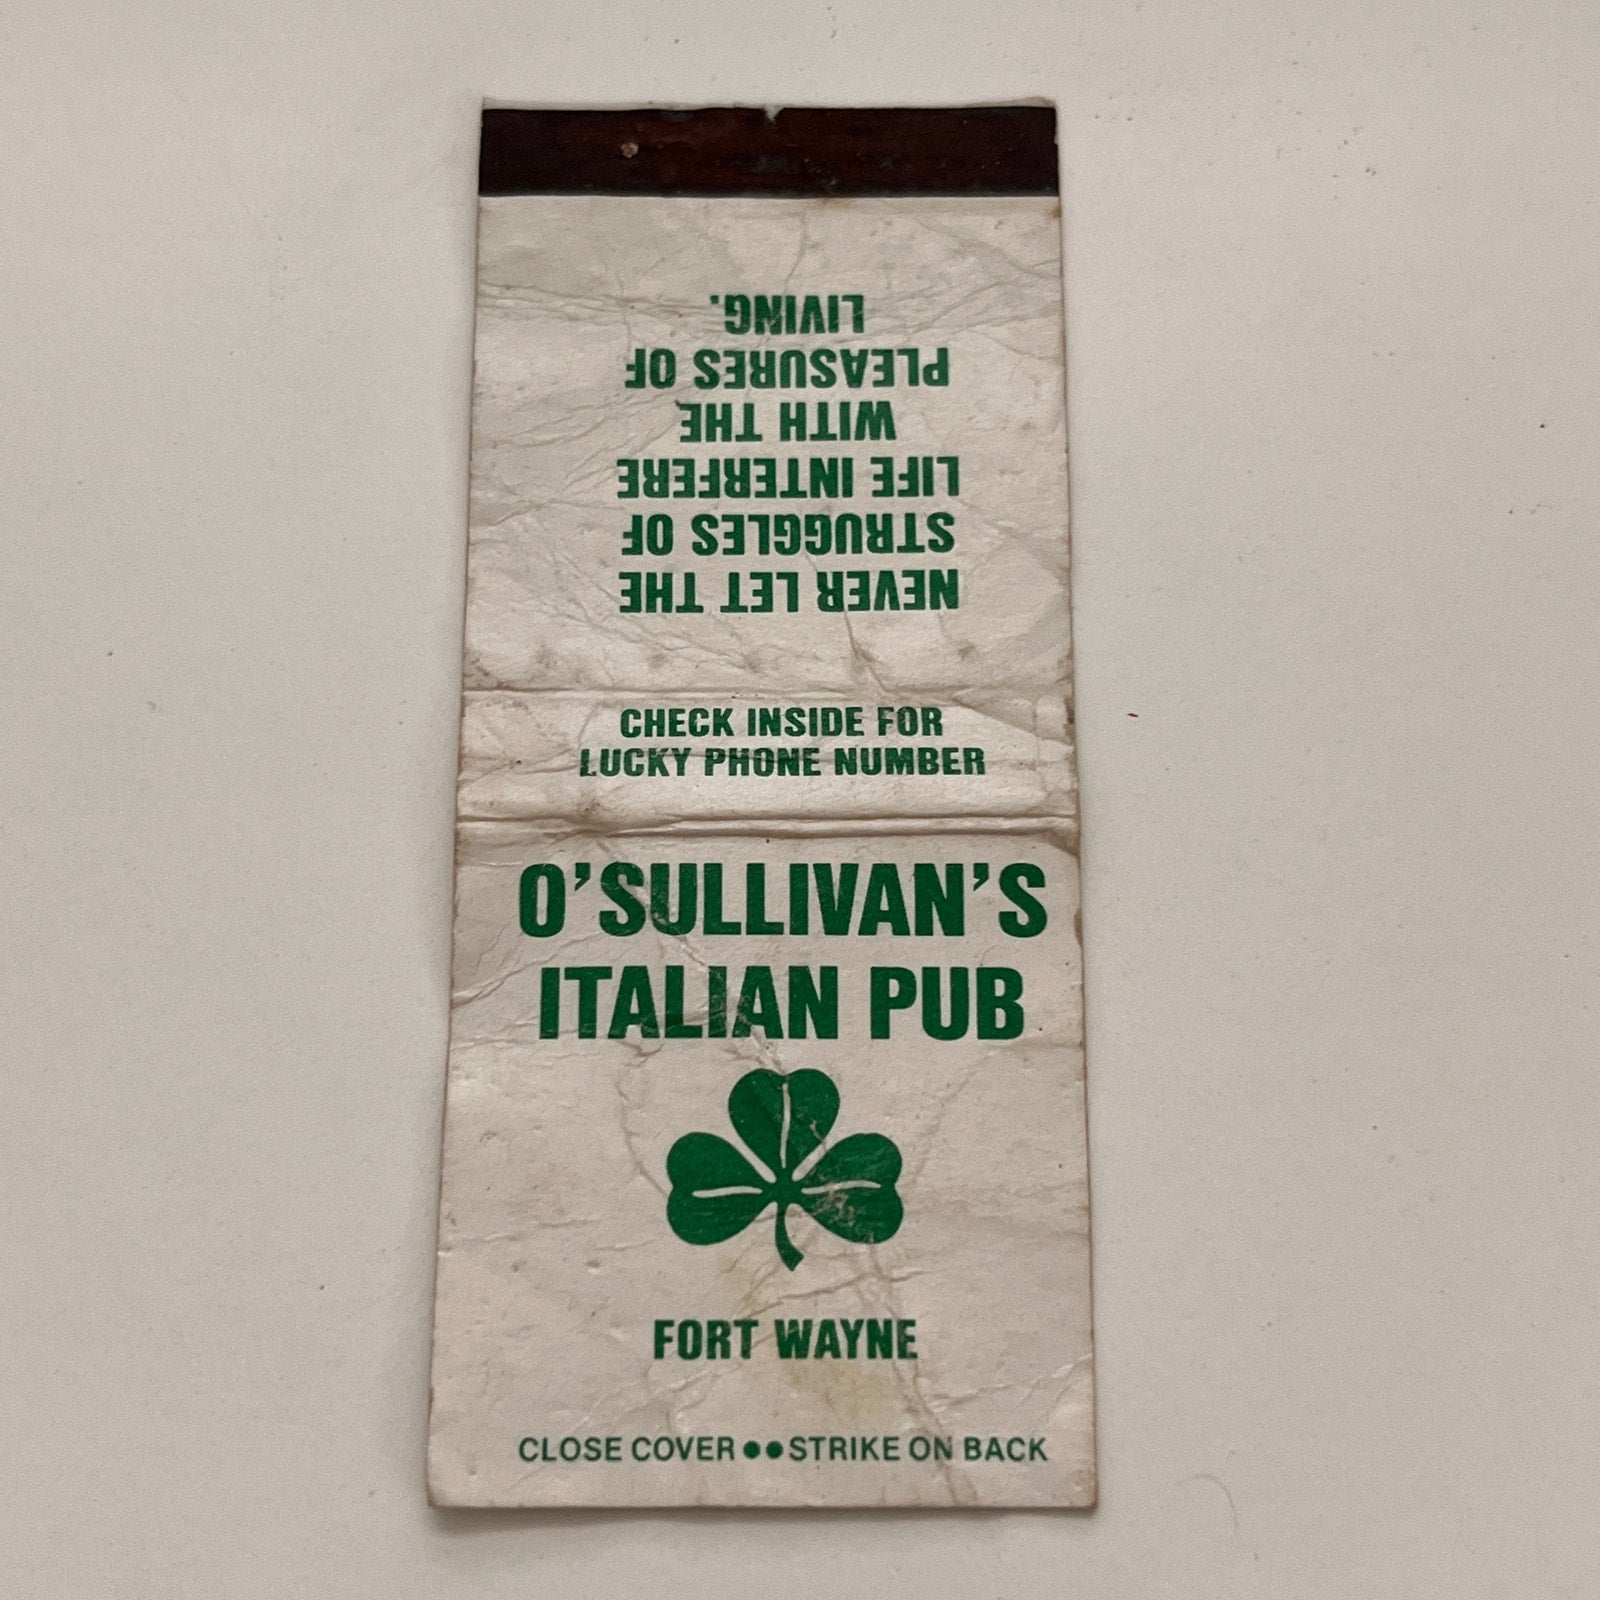 NEVER LET THE
STRUGGLES OF
LIFE INTERFERE
WITH THE
PLEASURES OF
LIVING.
CHECK INSIDE FOR
LUCKY PHONE NUMBER
O'SULLIVAN'S
ITALIAN PUB
FORT WAYNE
CLOSE COVER ●● STRIKE ON BACK